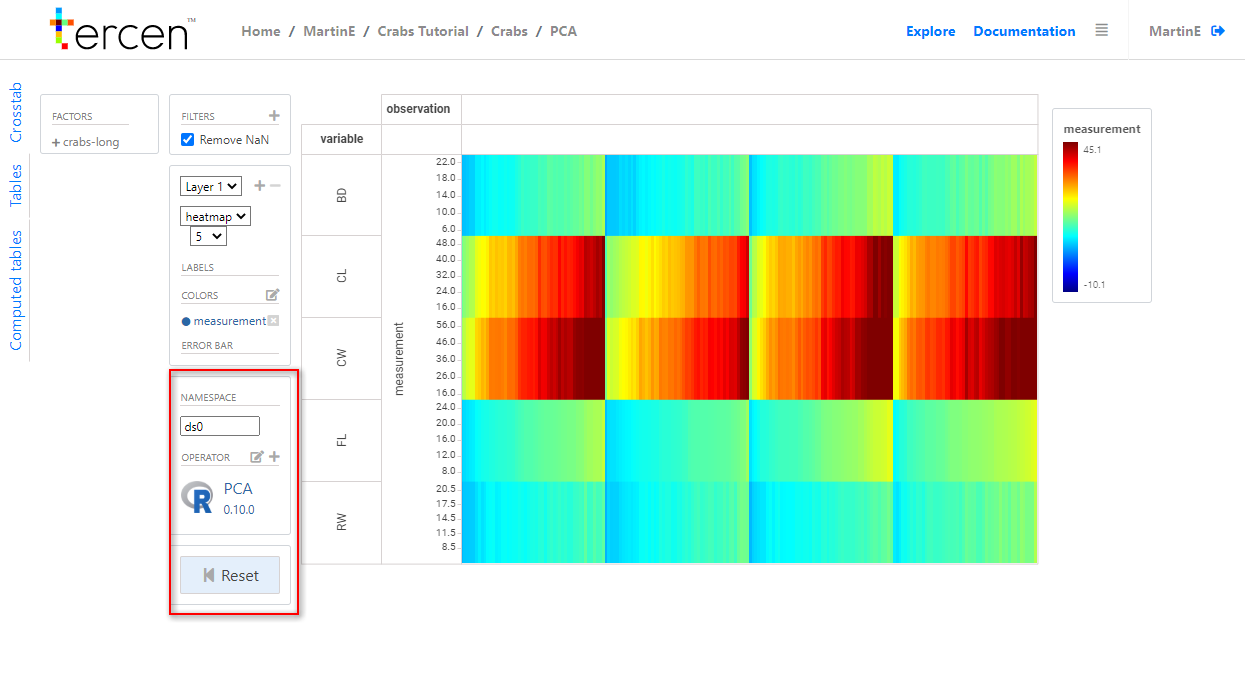 tercen™
Home / MartinE / Crabs Tutorial / Crabs / PCA
Explore
Documentation
MartinE
Crosstab
Tables
Computed tables
FACTORS
+ crabs-long
FILTERS
Remove NaN
Layer 1
heatmap
5
LABELS
COLORS
measurement
ERROR BAR
NAMESPACE
ds0
OPERATOR
R
PCA
0.10.0
Reset
observation
variable
BD
CL
CW
FL
RW
measurement
22.0
18.0
14.0
10.0
6.0
48.0
40.0
32.0
24.0
16.0
56.0
46.0
36.0
26.0
16.0
24.0
20.0
16.0
12.0
8.0
20.5
17.5
14.5
11.5
8.5
measurement
45.1
-10.1